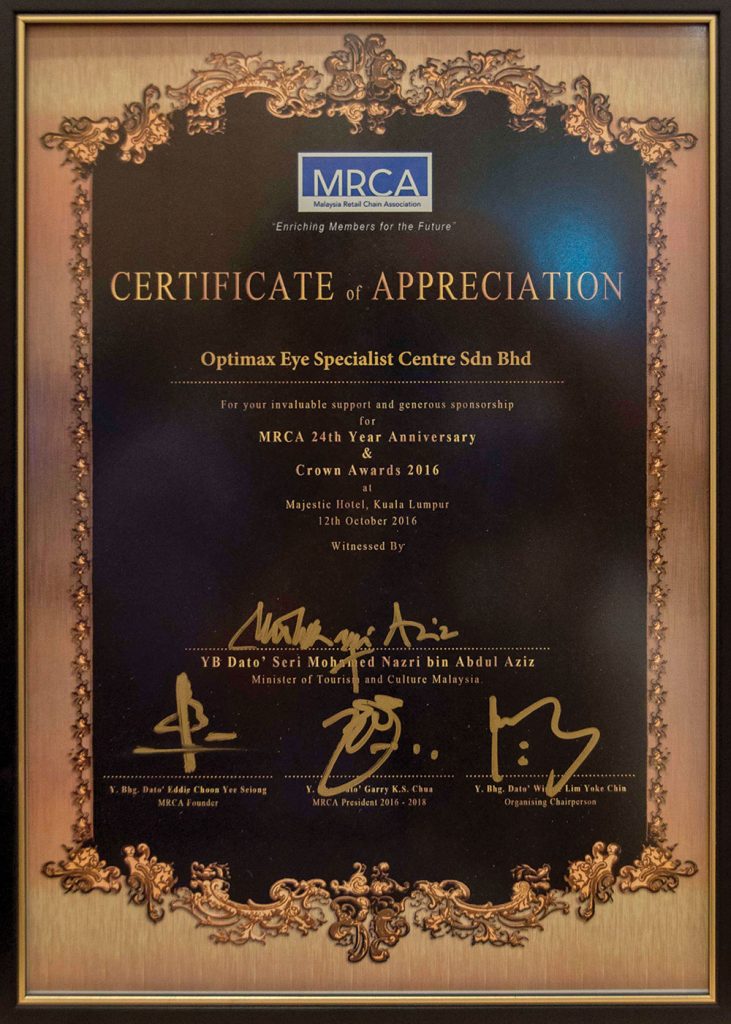 MRCA
Malaysia Retail Chain Association
"Enriching Members for the Future"
CERTIFICATE of APPRECIATION
Optimax Eye Specialist Centre Sdn Bhd
For your invaluable support and generous sponsorship
for
MRCA 24th Year Anniversary
&
Crown Awards 2016
at
Majestic Hotel, Kuala Lumpur
12th October 2016
Witnessed By
YB Dato' Seri Mohamed Nazri bin Abdul Aziz
Minister of Tourism and Culture Malaysia
Y. Bhg. Dato' Eddie Choon Yee Seiong
MRCA Founder
Y. Dato' Garry K.S. Chua
MRCA President 2016 - 2018
Y. Bhg. Dato' Lim Yoke Chin
Organising Chairperson